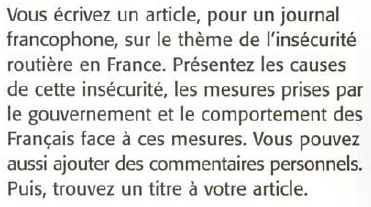 Vous écrivez un article, pour un journal
francophone, sur le thème de l'insécurité
routière en France. Présentez les causes
de cette insécurité, les mesures prises par
le gouvernement et le comportement des
Français face à ces mesures. Vous pouvez
aussi ajouter des commentaires personnels.
Puis, trouvez un titre à votre article.